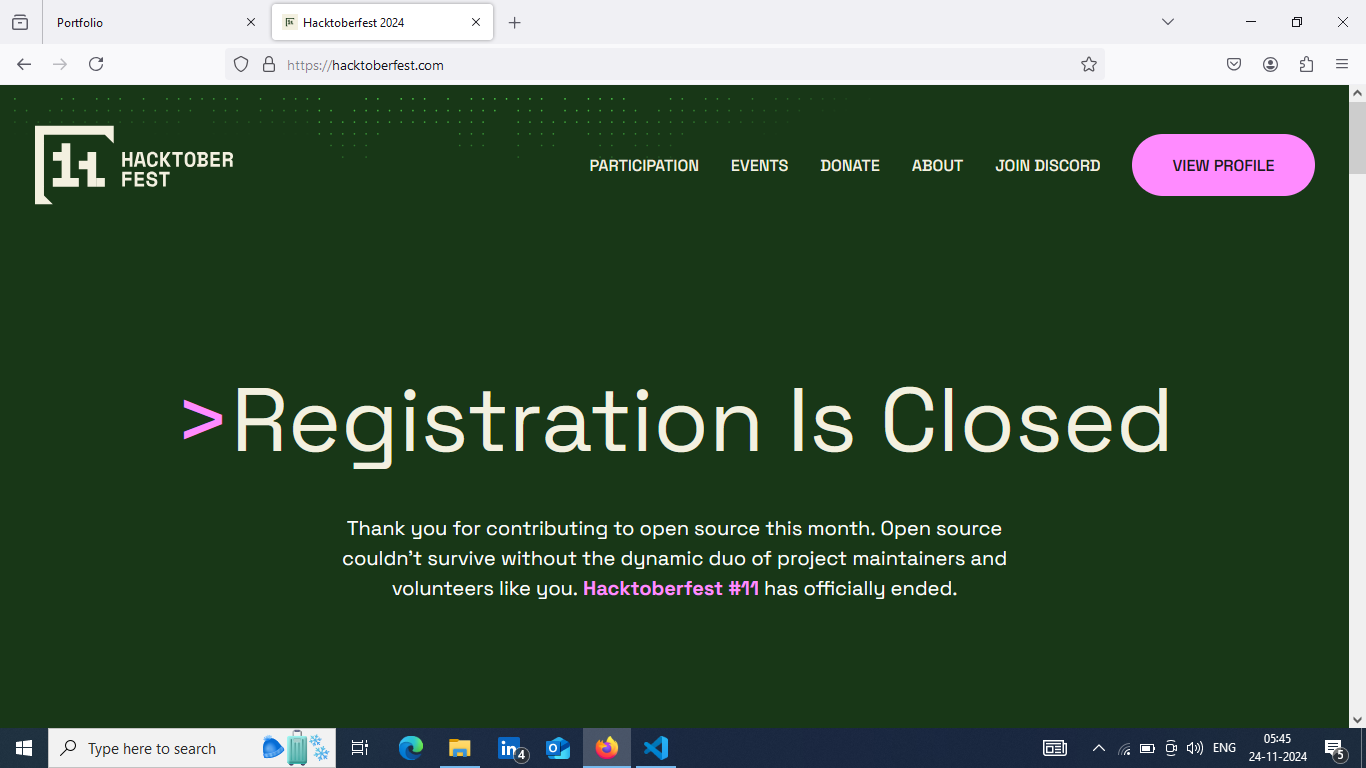 Portfolio
Hacktoberfest 2024
https://hacktoberfest.com
HACKTOBER
FEST
PARTICIPATION
EVENTS
DONATE
ABOUT
JOIN DISCORD
VIEW PROFILE
>Registration Is Closed
Thank you for contributing to open source this month. Open source
couldn't survive without the dynamic duo of project maintainers and
volunteers like you. Hacktoberfest #11 has officially ended.
Type here to search
4
ENG
05:45
24-11-2024
5